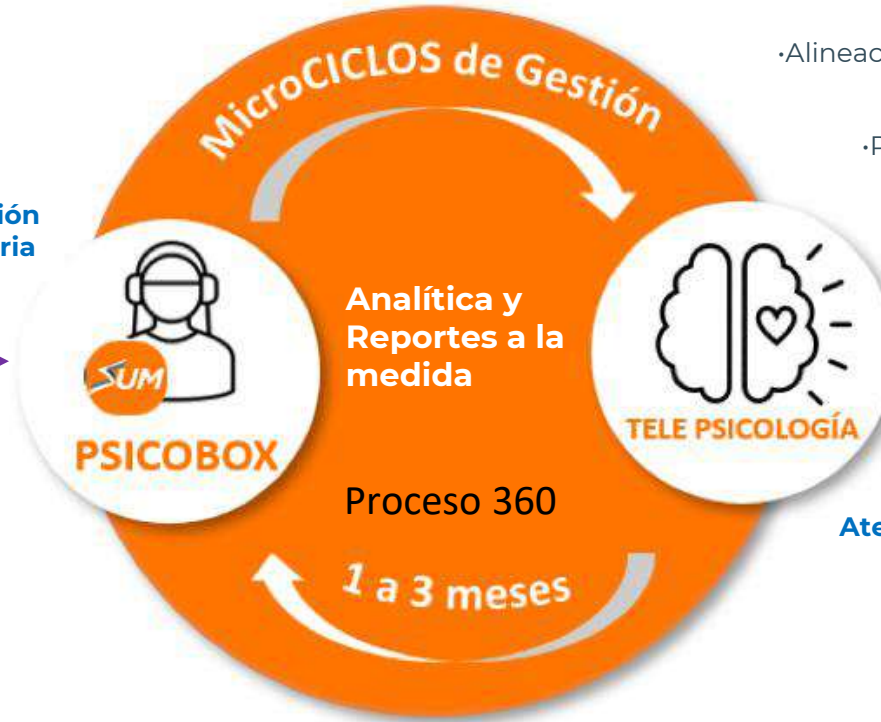 MicroCICLOS de Gestión
•Alineac
•P
ión
ria
Analítica y
Reportes a la
medida
SUM
PSICOBOX
TELE PSICOLOGÍA
Proceso 360
Ate
1 a 3 meses